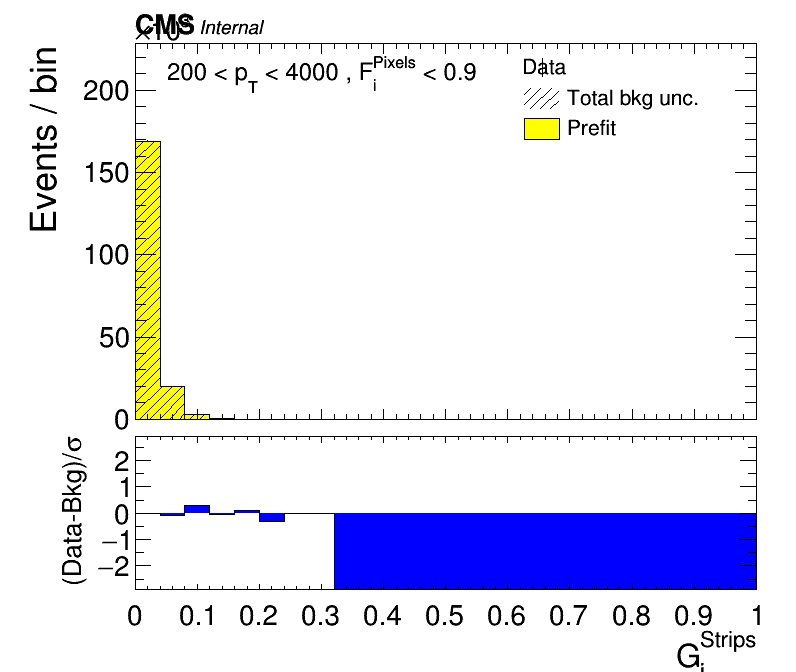 CMS Internal
×10³
200 < p_T < 4000 , F_i^Pixels < 0.9
Data
Total bkg unc.
Prefit
Events / bin
200
150
100
50
0
(Data-Bkg)/σ
2
1
0
−1
−2
0 0.1 0.2 0.3 0.4 0.5 0.6 0.7 0.8 0.9 1
G_i^Strips